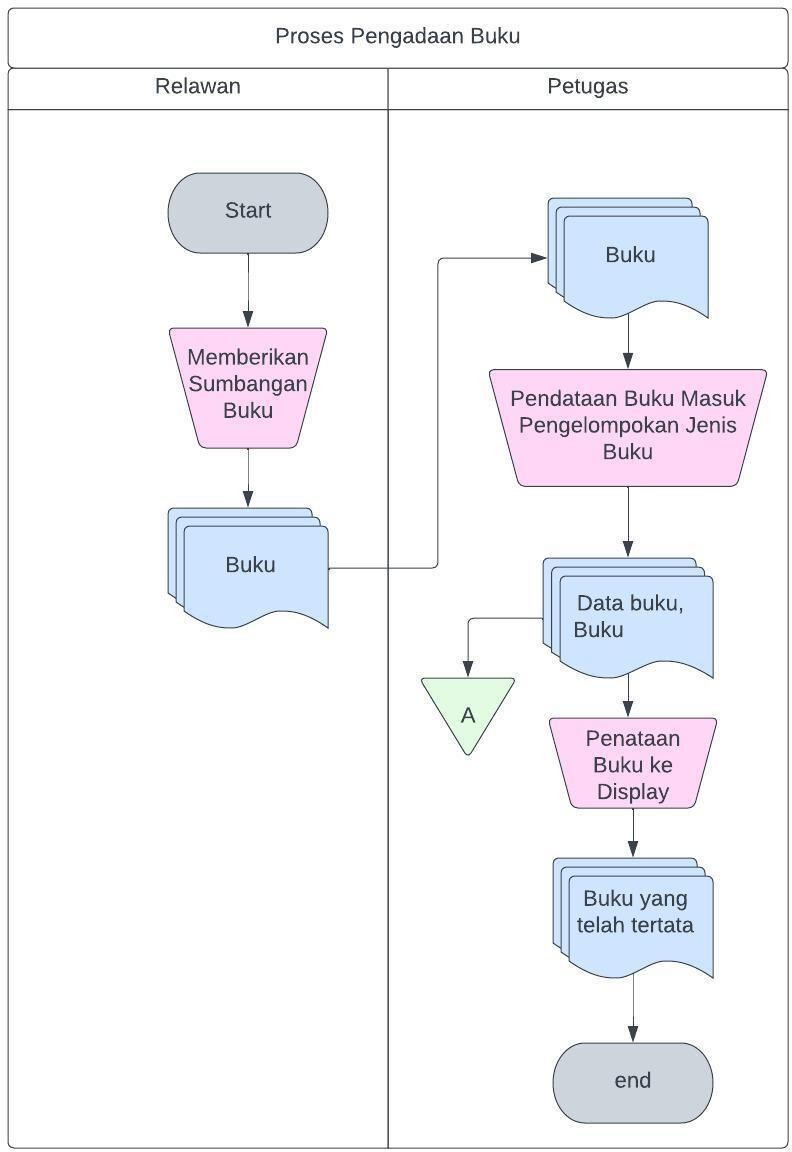 Proses Pengadaan Buku
Relawan
Petugas
Start
Memberikan
Sumbangan
Buku
Buku
Buku
Pendataan Buku Masuk
Pengelompokan Jenis
Buku
Data buku,
Buku
A
Penataan
Buku ke
Display
Buku yang
telah tertata
end